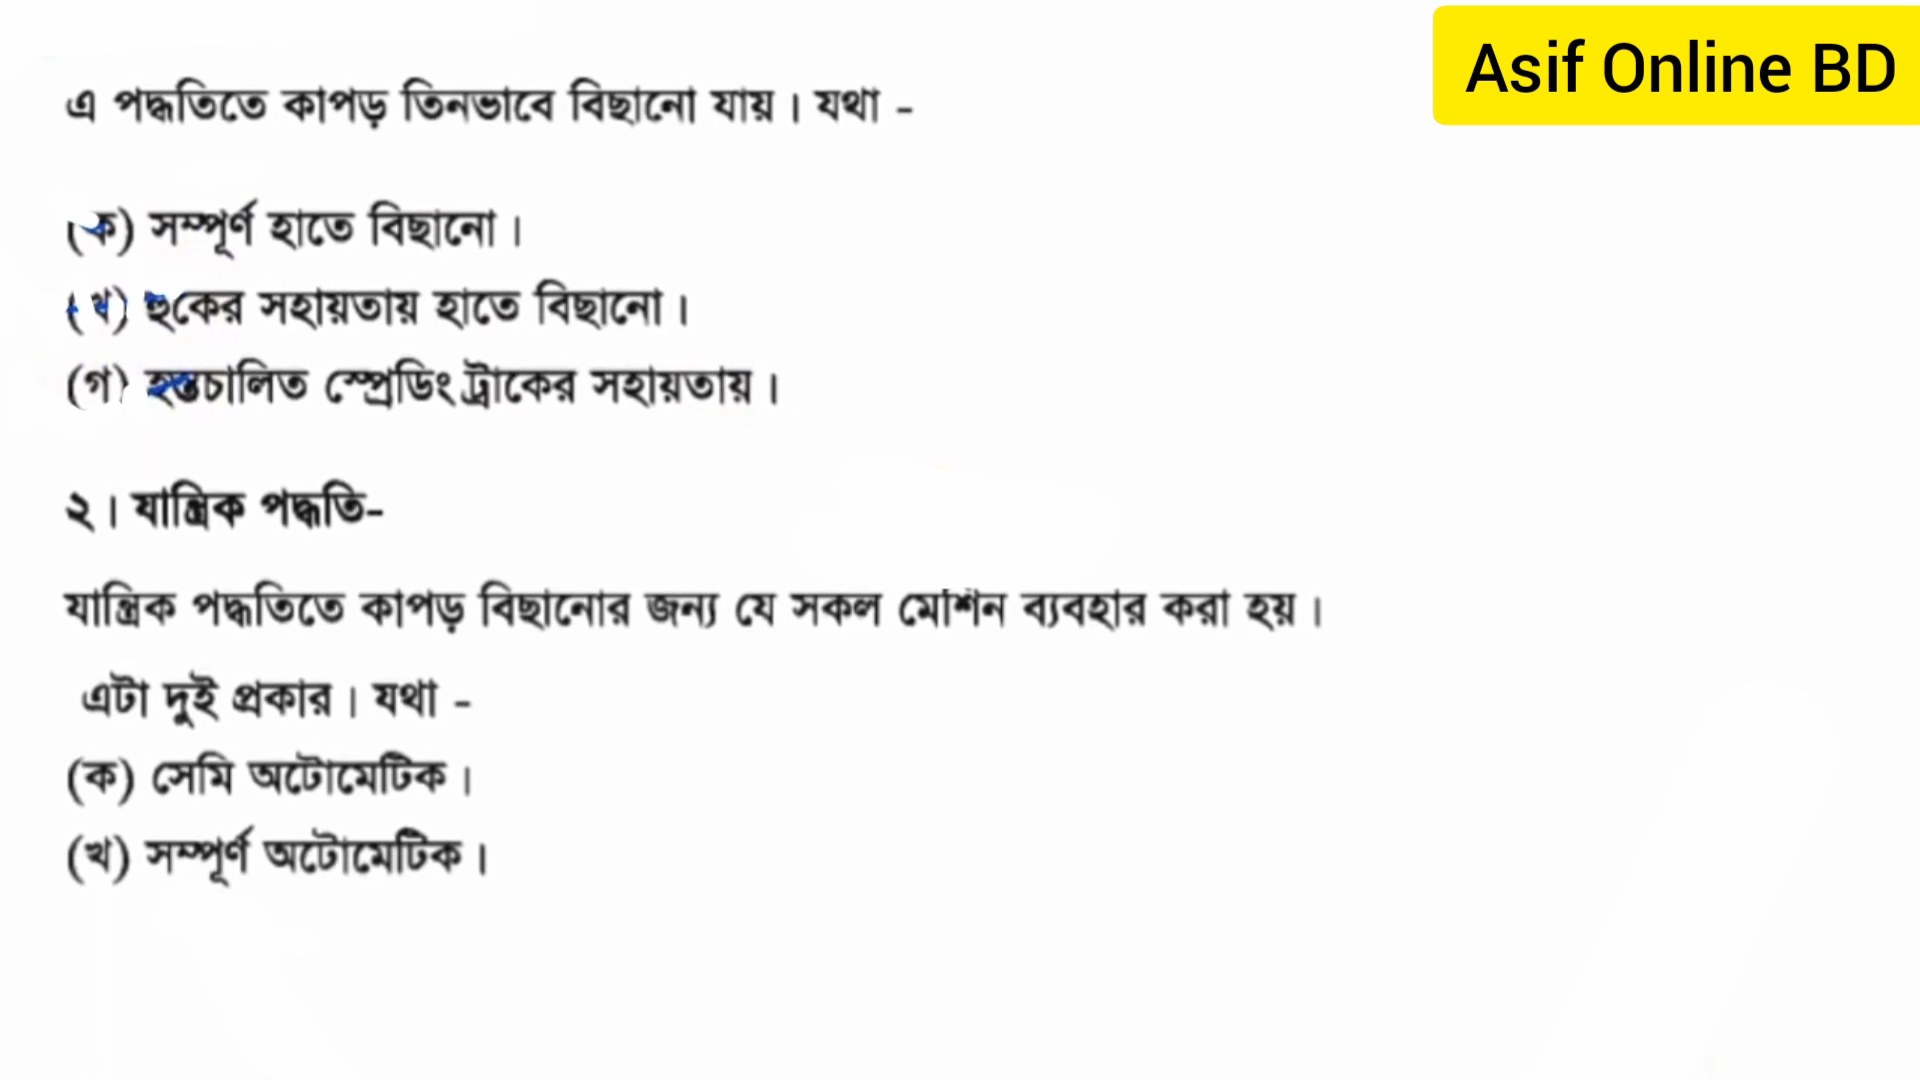 Asif Online BD
এ পদ্ধতিতে কাপড় তিনভাবে বিছানো যায়। যথা -
(ক) সম্পূর্ণ হাতে বিছানো।
(খ) হুকের সহায়তায় হাতে বিছানো।
(গ) হস্তচালিত স্প্রেডিং ট্রাকের সহায়তায়।
২। যান্ত্রিক পদ্ধতি-
যান্ত্রিক পদ্ধতিতে কাপড় বিছানোর জন্য যে সকল মেশিন ব্যবহার করা হয়।
এটা দুই প্রকার। যথা -
(ক) সেমি অটোমেটিক।
(খ) সম্পূর্ণ অটোমেটিক।